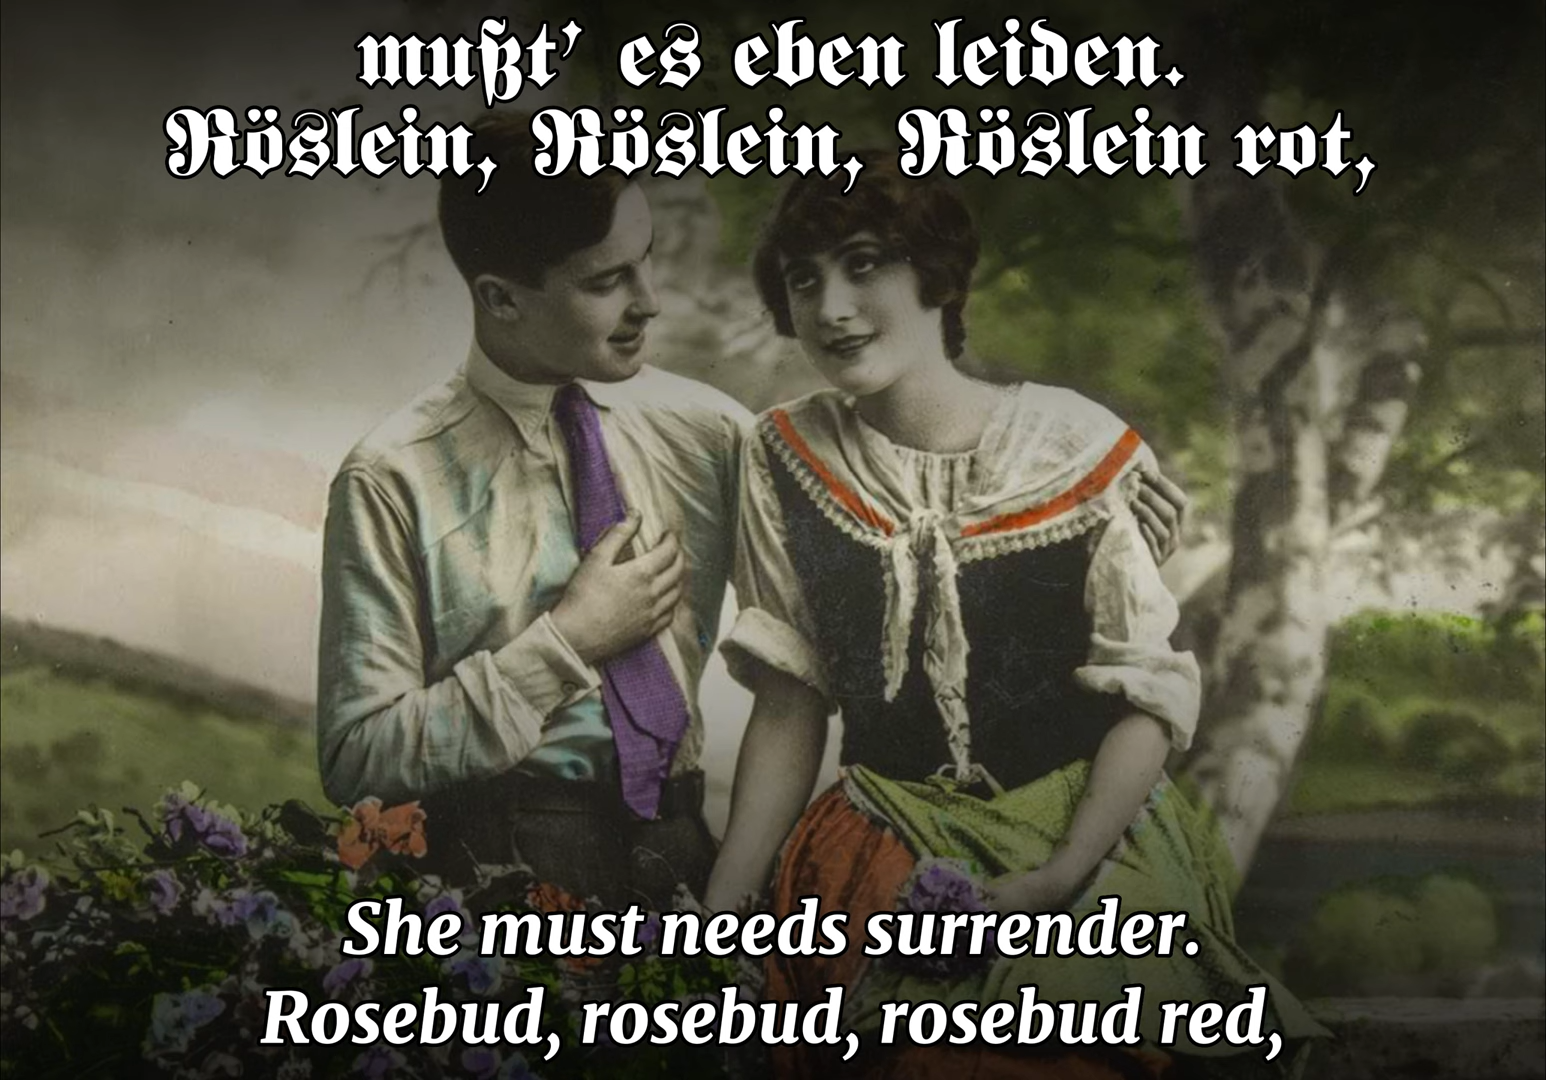 mußt’ es eben leiden.
Röslein, Röslein, Röslein rot,
She must needs surrender.
Rosebud, rosebud, rosebud red,